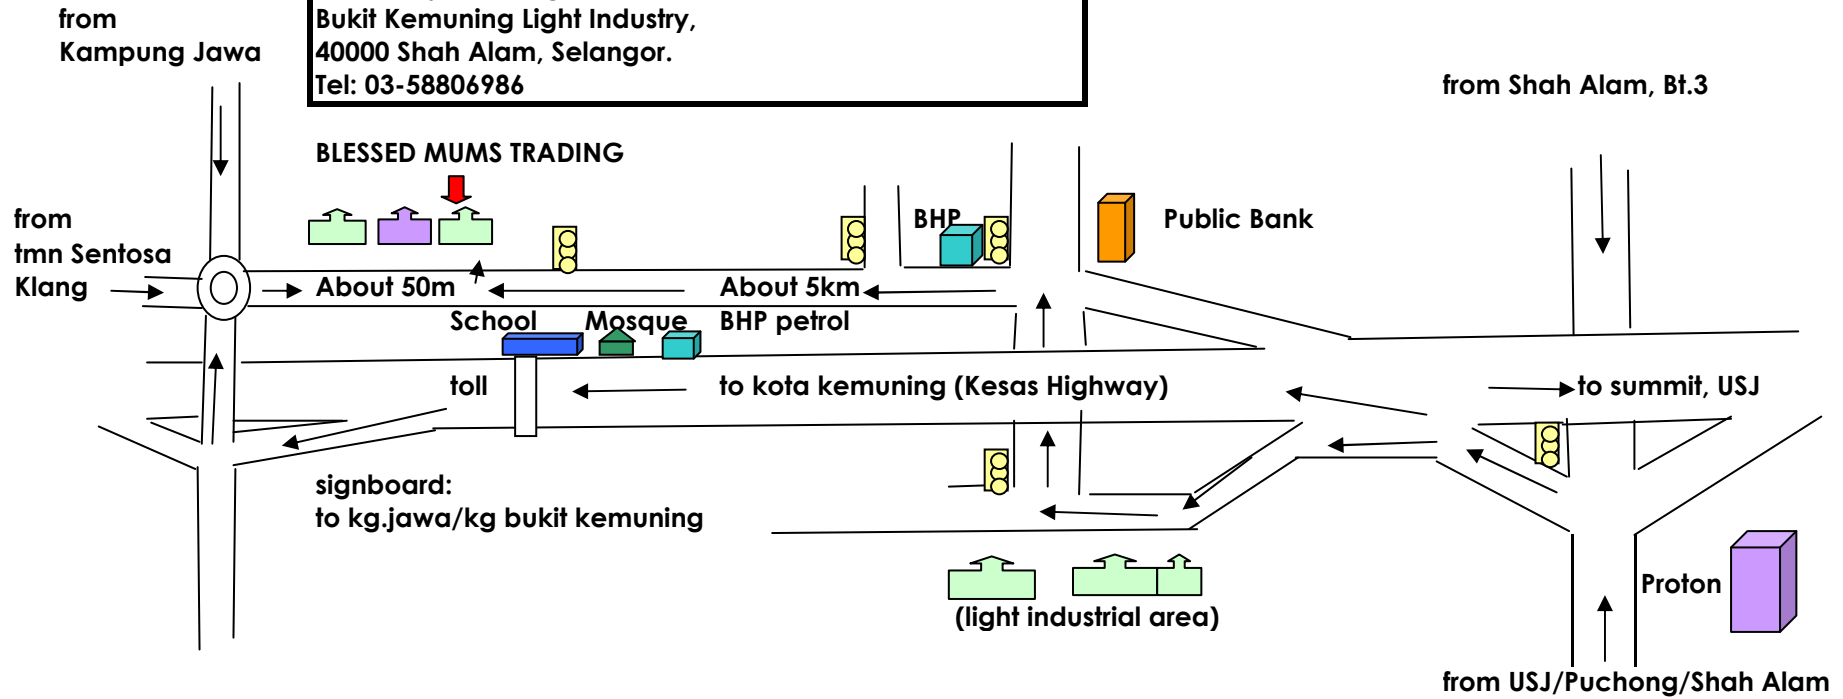 from
Kampung Jawa
Bukit Kemuning Light Industry,
40000 Shah Alam, Selangor.
Tel: 03-58806986
from Shah Alam, Bt.3
BLESSED MUMS TRADING
from
tmn Sentosa
Klang
BHP
Public Bank
About 50m
About 5km
School
Mosque
BHP petrol
toll
to kota kemuning (Kesas Highway)
to summit, USJ
signboard:
to kg.jawa/kg bukit kemuning
Proton
(light industrial area)
from USJ/Puchong/Shah Alam